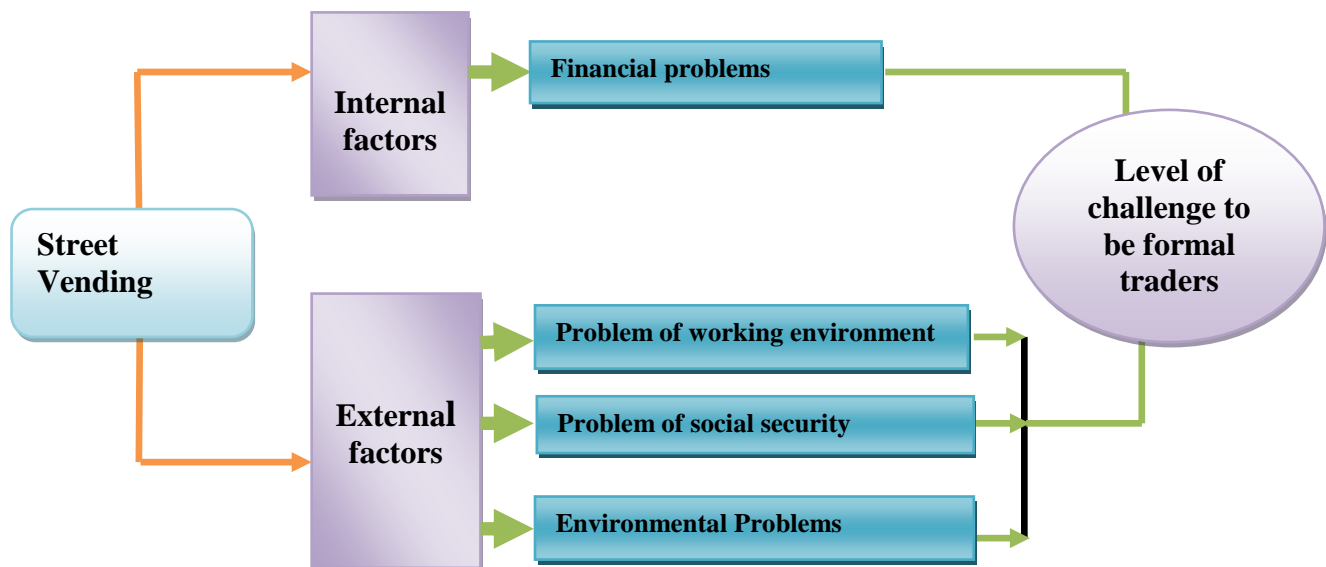 Street
Vending
Internal
factors
Financial problems
External
factors
Problem of working environment
Problem of social security
Environmental Problems
Level of
challenge to
be formal
traders